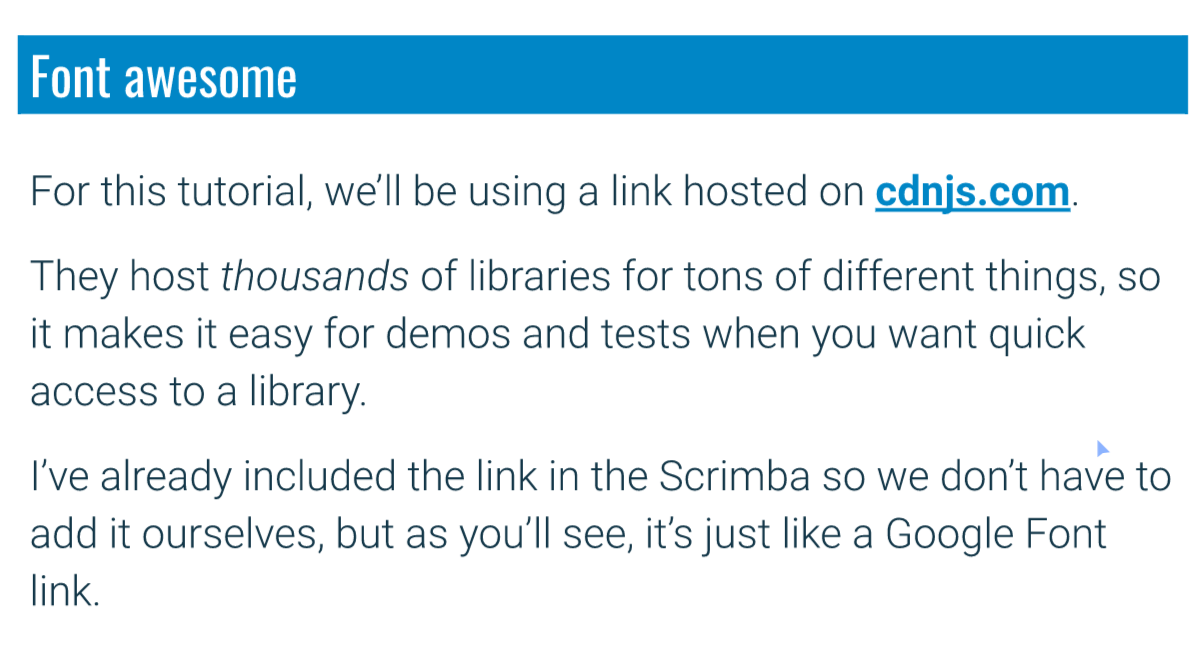 Font awesome
For this tutorial, we’ll be using a link hosted on cdnjs.com.
They host thousands of libraries for tons of different things, so
it makes it easy for demos and tests when you want quick
access to a library.
I’ve already included the link in the Scrimba so we don’t have to
add it ourselves, but as you’ll see, it’s just like a Google Font
link.